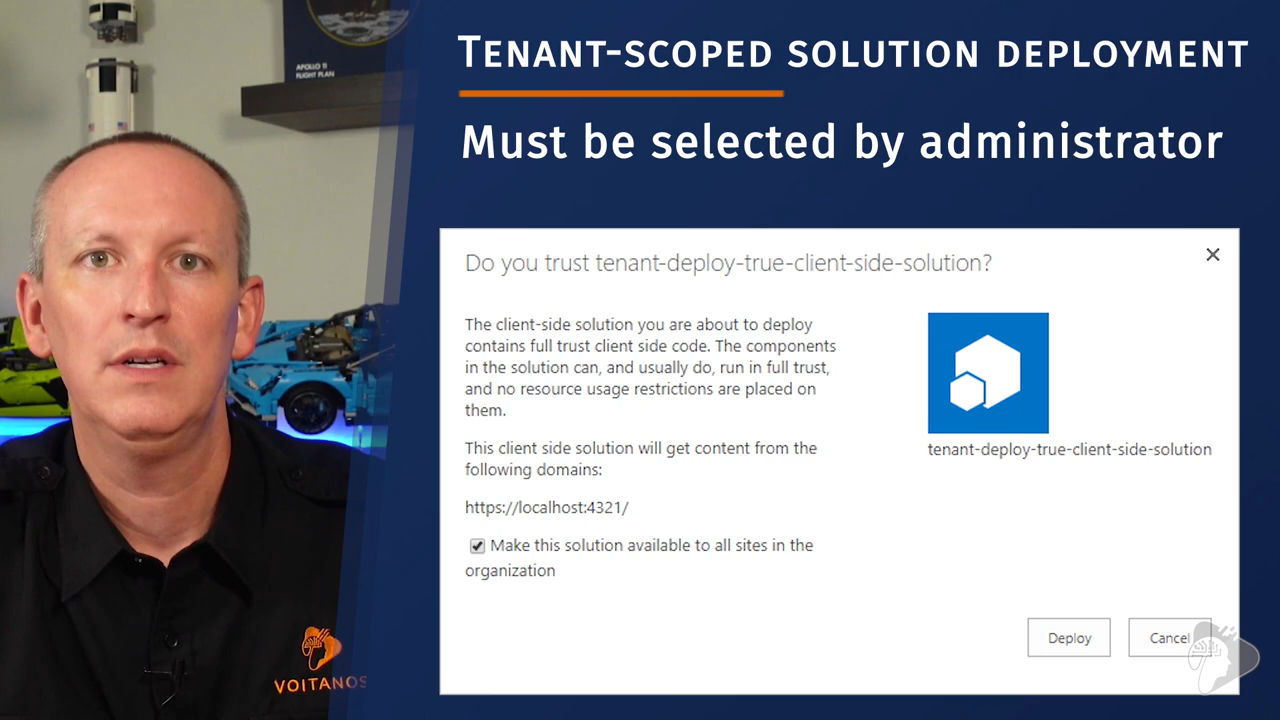 APOLLO 11
FLIGHT PLAN
VOITANOS
TENANT-SCOPED SOLUTION DEPLOYMENT
Must be selected by administrator
Do you trust tenant-deploy-true-client-side-solution?
The client-side solution you are about to deploy
contains full trust client side code. The components
in the solution can, and usually do, run in full trust,
and no resource usage restrictions are placed on
them.
This client side solution will get content from the
following domains:
https://localhost:4321/
Make this solution available to all sites in the
organization
tenant-deploy-true-client-side-solution
Deploy
Cancel